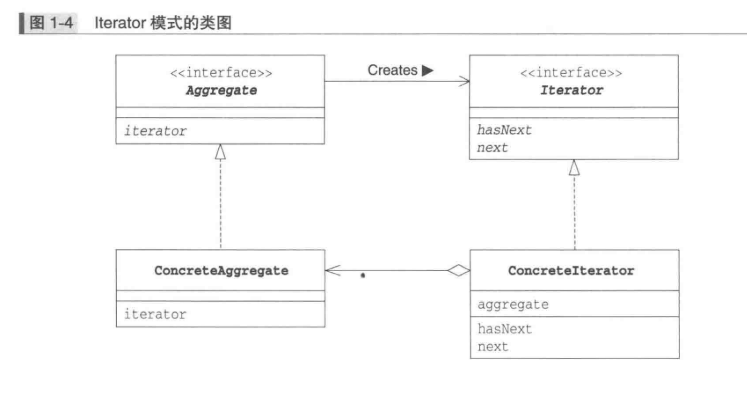 图 1-4 Iterator 模式的类图
<<interface>>
Aggregate
iterator
Creates ▶
<<interface>>
Iterator
hasNext
next
ConcreteAggregate
iterator
ConcreteIterator
aggregate
hasNext
next